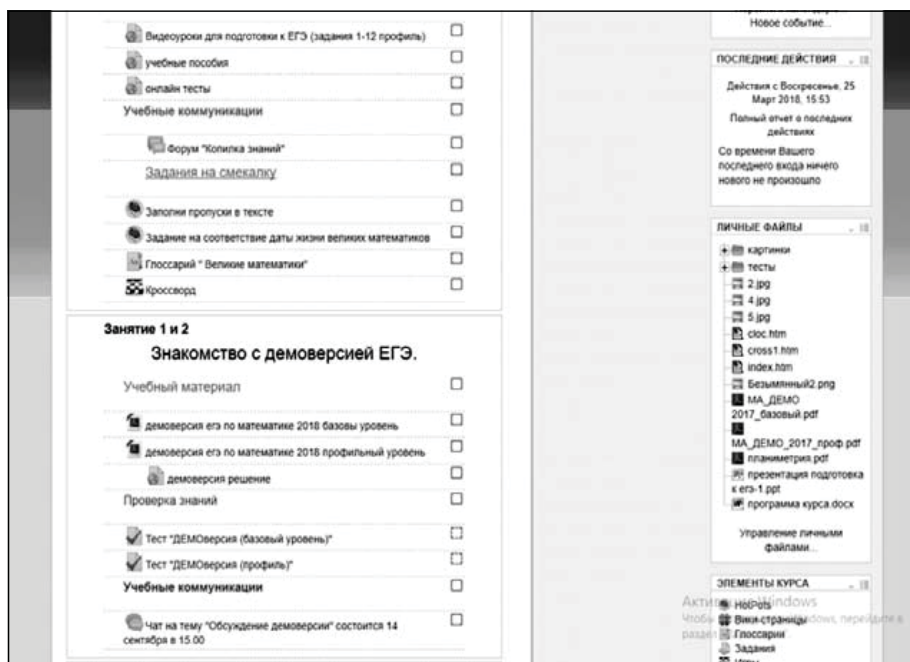 Видеоуроки для подготовки к ЕГЭ (задания 1-12 профиль)
учебные пособия
онлайн тесты
Учебные коммуникации
Форум "Копилка знаний"
Задания на смекалку
Заполни пропуски в тексте
Задание на соответствие даты жизни великих математиков
Глоссарий " Великие математики"
Кроссворд
Занятие 1 и 2
Знакомство с демоверсией ЕГЭ.
Учебный материал
демоверсия егэ по математике 2018 базовы уровень
демоверсия егэ по математике 2018 профильный уровень
демоверсия решение
Проверка знаний
Тест "ДЕМОверсия (базовый уровень)"
Тест "ДЕМОверсия (профиль)"
Учебные коммуникации
Чат на тему "Обсуждение демоверсии" состоится 14
сентября в 15.00
Новое событие...
ПОСЛЕДНИЕ ДЕЙСТВИЯ
Действия с Воскресенье, 25
Март 2018, 15:53
Полный отчет о последних
действиях
Со времени Вашего
последнего входа ничего
нового не произошло
ЛИЧНЫЕ ФАЙЛЫ
картинки
тесты
2.jpg
4.jpg
5.jpg
cloc.htm
cross1.htm
index.htm
Безымянный2.png
МА_ДЕМО
2017_базовый.pdf
МА_ДЕМО_2017_проф.pdf
планиметрия.pdf
презентация подготовка
к егэ-1.ppt
программа курса.docx
Управление личными
файлами...
ЭЛЕМЕНТЫ КУРСА
HotPots
Вики-страницы
Глоссарии
Задания